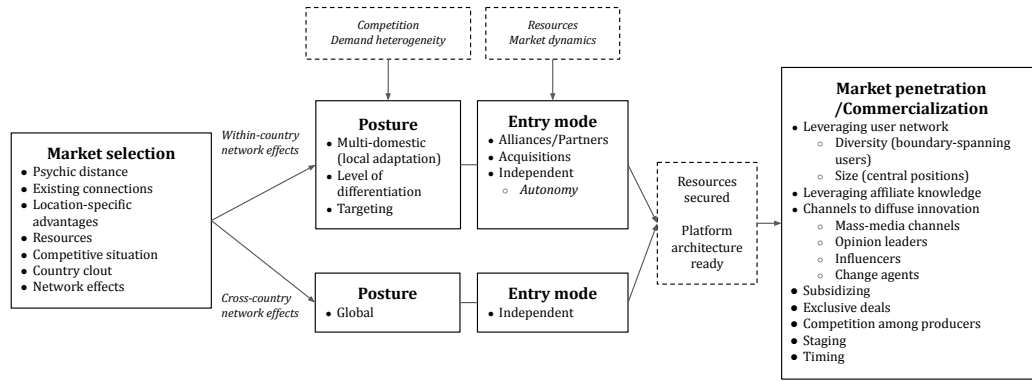 Competition
Demand heterogeneity
Resources
Market dynamics
Market selection
• Psychic distance
• Existing connections
• Location-specific
advantages
• Resources
• Competitive situation
• Country clout
• Network effects
Within-country
network effects
Cross-country
network effects
Posture
• Multi-domestic
(local adaptation)
• Level of
differentiation
• Targeting
Entry mode
• Alliances/Partners
• Acquisitions
• Independent
○ Autonomy
Posture
• Global
Entry mode
• Independent
Resources
secured
Platform
architecture
ready
Market penetration
/Commercialization
• Leveraging user network
○ Diversity (boundary-spanning
users)
○ Size (central positions)
• Leveraging affiliate knowledge
• Channels to diffuse innovation
○ Mass-media channels
○ Opinion leaders
○ Influencers
○ Change agents
● Subsidizing
● Exclusive deals
● Competition among producers
● Staging
● Timing